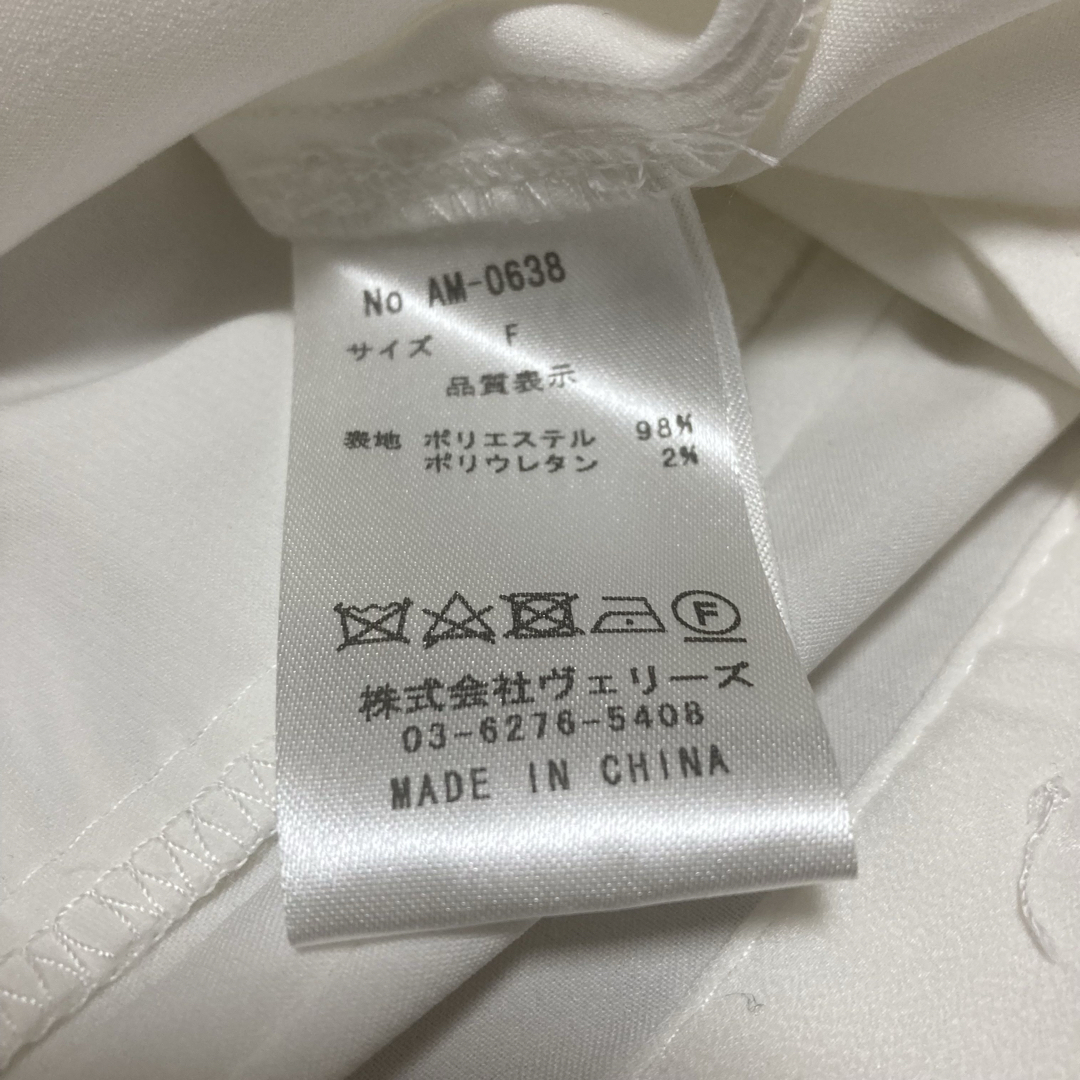 No AM-0638
サイズ F
品質表示
表地 ポリエステル 98%
ポリウレタン 2%
F
株式会社ヴェリーズ
03-6276-5408
MADE IN CHINA